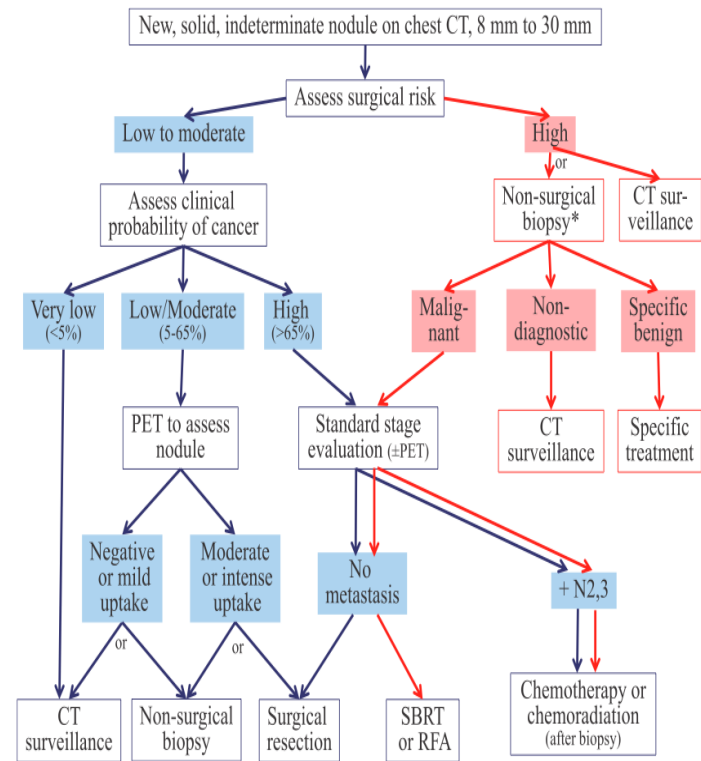 New, solid, indeterminate nodule on chest CT, 8 mm to 30 mm
Assess surgical risk
Low to moderate
High
or
Assess clinical
probability of cancer
Non-surgical
biopsy*
CT sur-
veillance
Very low
(<5%)
Low/Moderate
(5-65%)
High
(>65%)
Malig-
nant
Non-
diagnostic
Specific
benign
PET to assess
nodule
Standard stage
evaluation (±PET)
CT
surveillance
Specific
treatment
Negative
or mild
uptake
Moderate
or intense
uptake
No
metastasis
+ N2,3
or
or
CT
surveillance
Non-surgical
biopsy
Surgical
resection
SBRT
or RFA
Chemotherapy or
chemoradiation
(after biopsy)